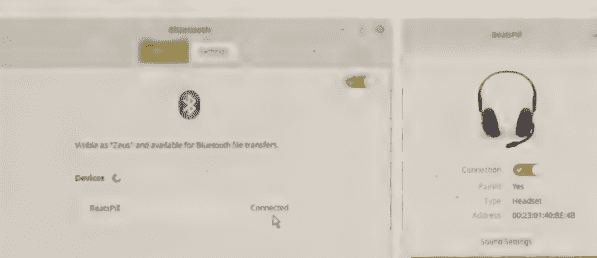 Bluetooth
Settings
Visible as "Zeus" and available for Bluetooth file transfers.
Devices
BeatsPill Connected
BeatsPill
Connection
Paired Yes
Type Headset
Address 00:23:01:40:BE:4B
Sound Settings